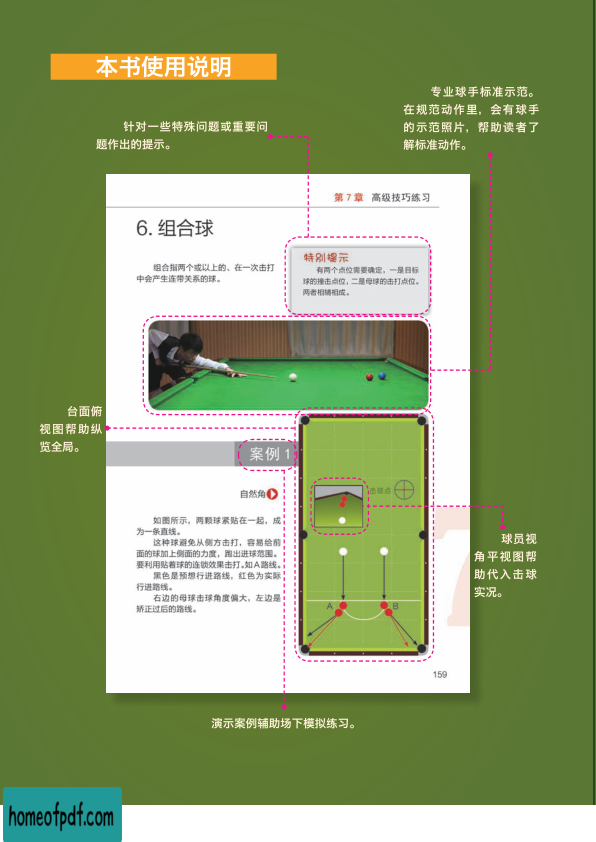 本书使用说明
专业球手标准示范。
在规范动作里，会有球手
的示范照片，帮助读者了
解标准动作。
针对一些特殊问题或重要问
题作出的提示。
第 7 章 高级技巧练习
6. 组合球
组合指两个或以上的、在一次击打
中会产生连带关系的球。
特别提示
有两个点位需要确定，一是目标
球的撞击点位，二是母球的击打点位。
两者相辅相成。
台面俯
视图帮助纵
览全局。
案例 1
自然角
如图所示，两颗球紧贴在一起，成
为一条直线。
这种球避免从侧方击打，容易给前
面的球加上侧面的力度，跑出进球范围。
要利用贴着球的连锁效果击打。如 A 路线。
黑色是预想行进路线，红色为实际
行进路线。
右边的母球击球角度偏大，左边是
矫正过后的路线。
击球点
A
B
球员视
角平视图帮
助代入击球
实况。
7
159
演示案例辅助场下模拟练习。
homeofpdf.com